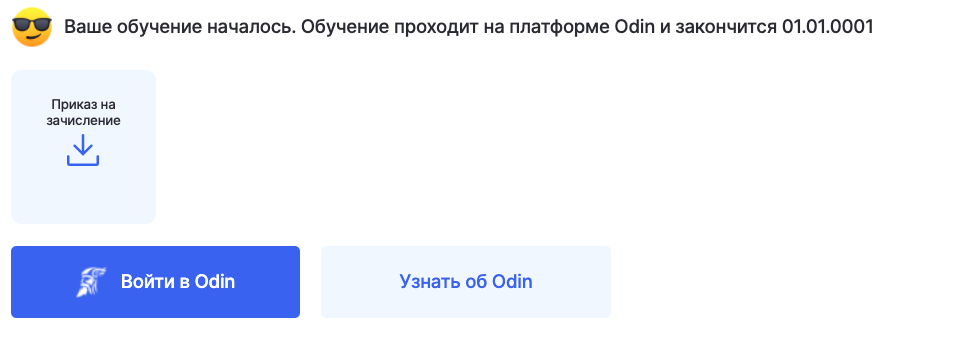 Ваше обучение началось. Обучение проходит на платформе Odin и закончится 01.01.0001
Приказ на
зачисление
Войти в Odin
Узнать об Odin